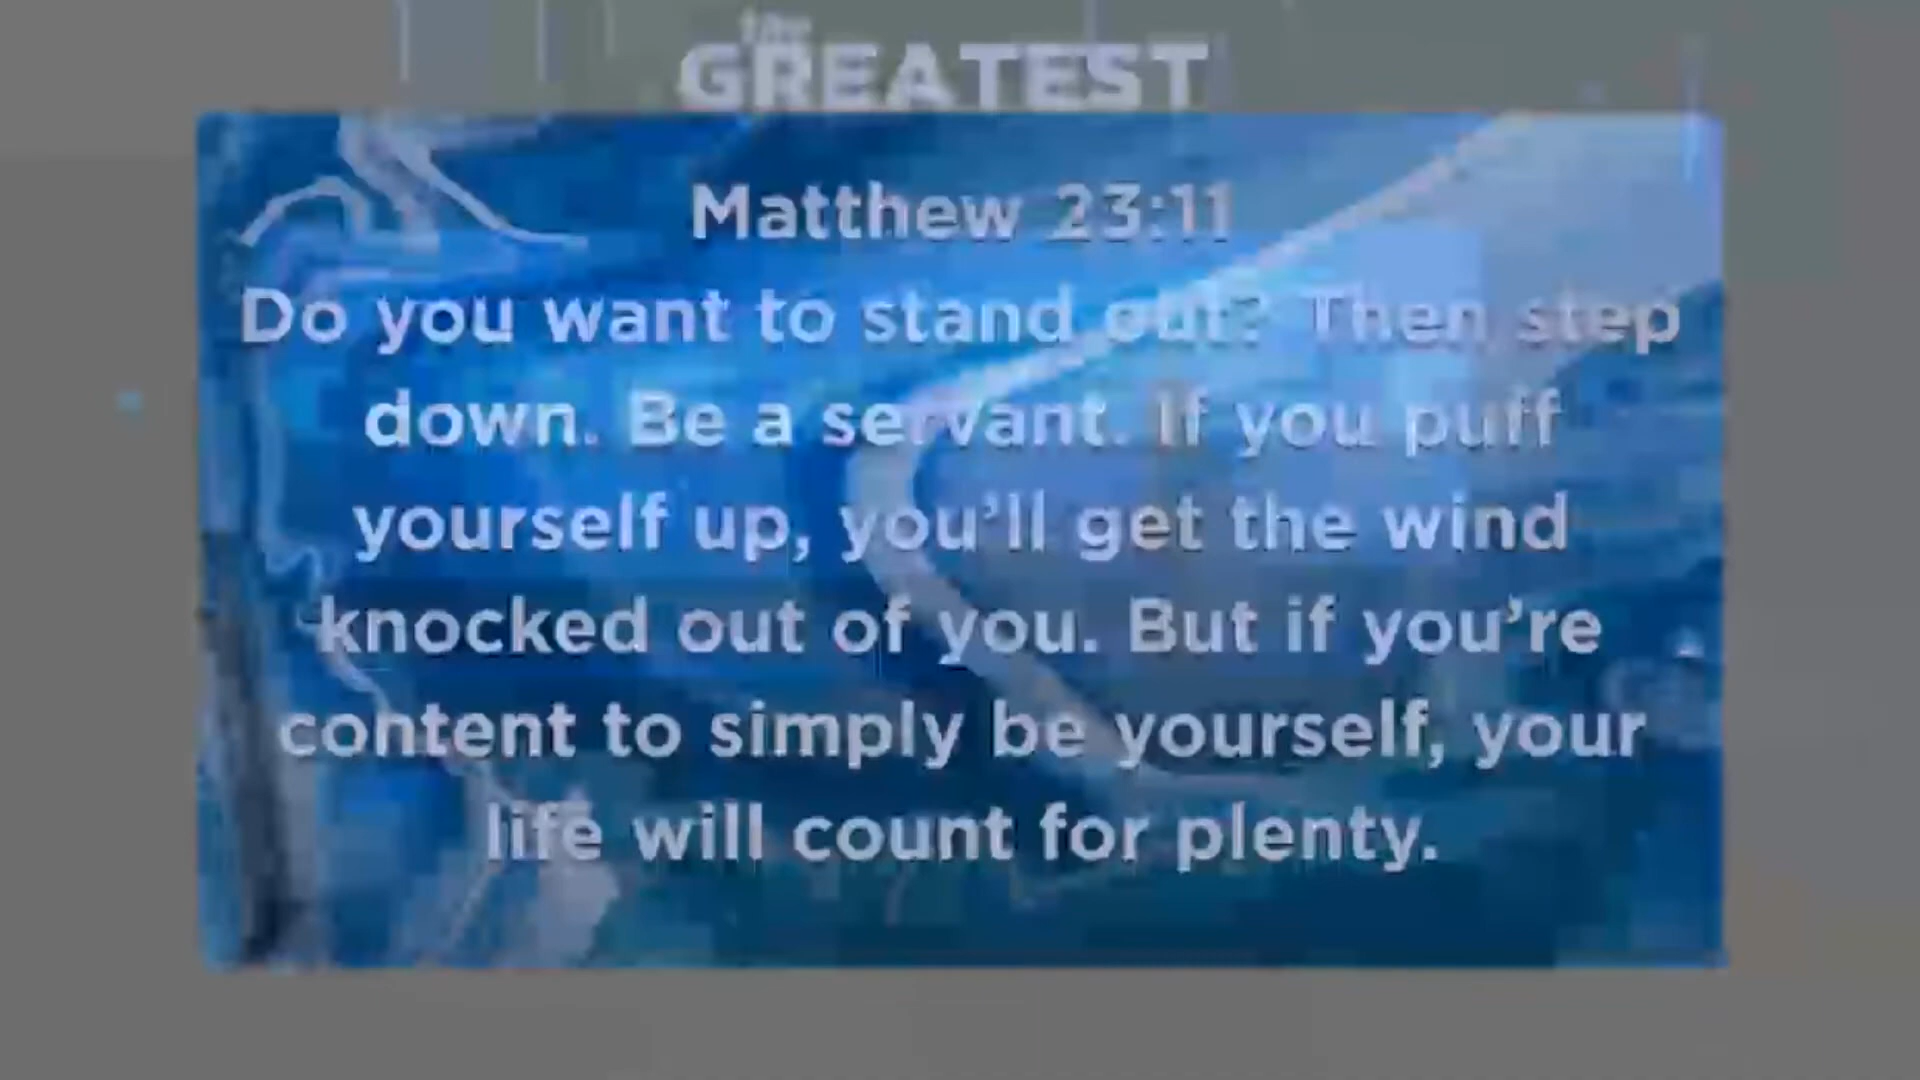 the
GREATEST
Matthew 23:11
Do you want to stand out? Then step
down. Be a servant. If you puff
yourself up, you'll get the wind
knocked out of you. But if you're
content to simply be yourself, your
life will count for plenty.